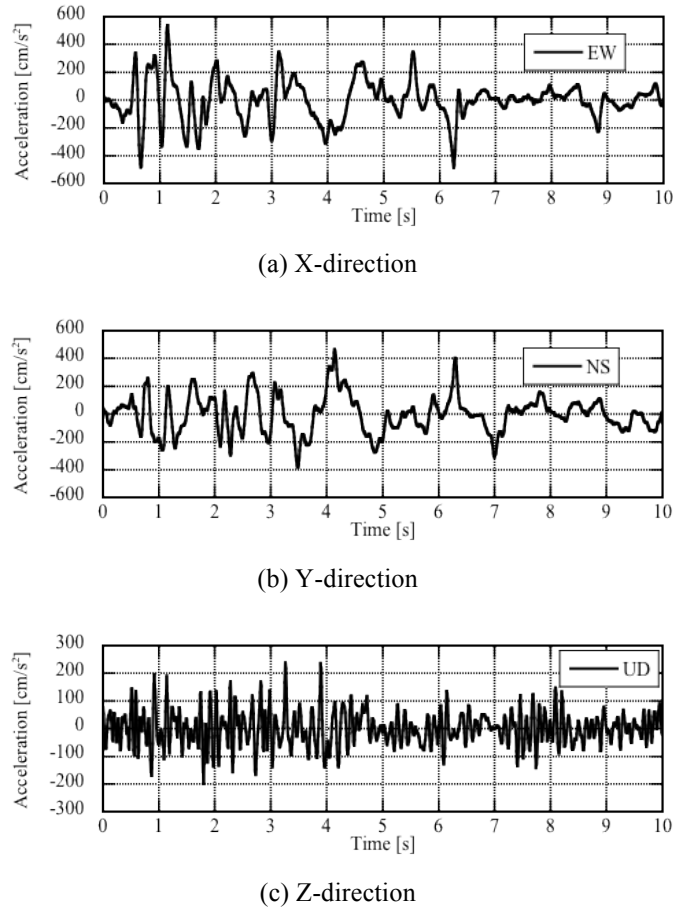 600
400
200
0
-200
-400
-600
Acceleration [cm/s²]
EW
0 1 2 3 4 5 6 7 8 9 10
Time [s]
(a) X-direction
600
400
200
0
-200
-400
-600
Acceleration [cm/s²]
NS
0 1 2 3 4 5 6 7 8 9 10
Time [s]
(b) Y-direction
300
200
100
0
-100
-200
-300
Acceleration [cm/s²]
UD
0 1 2 3 4 5 6 7 8 9 10
Time [s]
(c) Z-direction